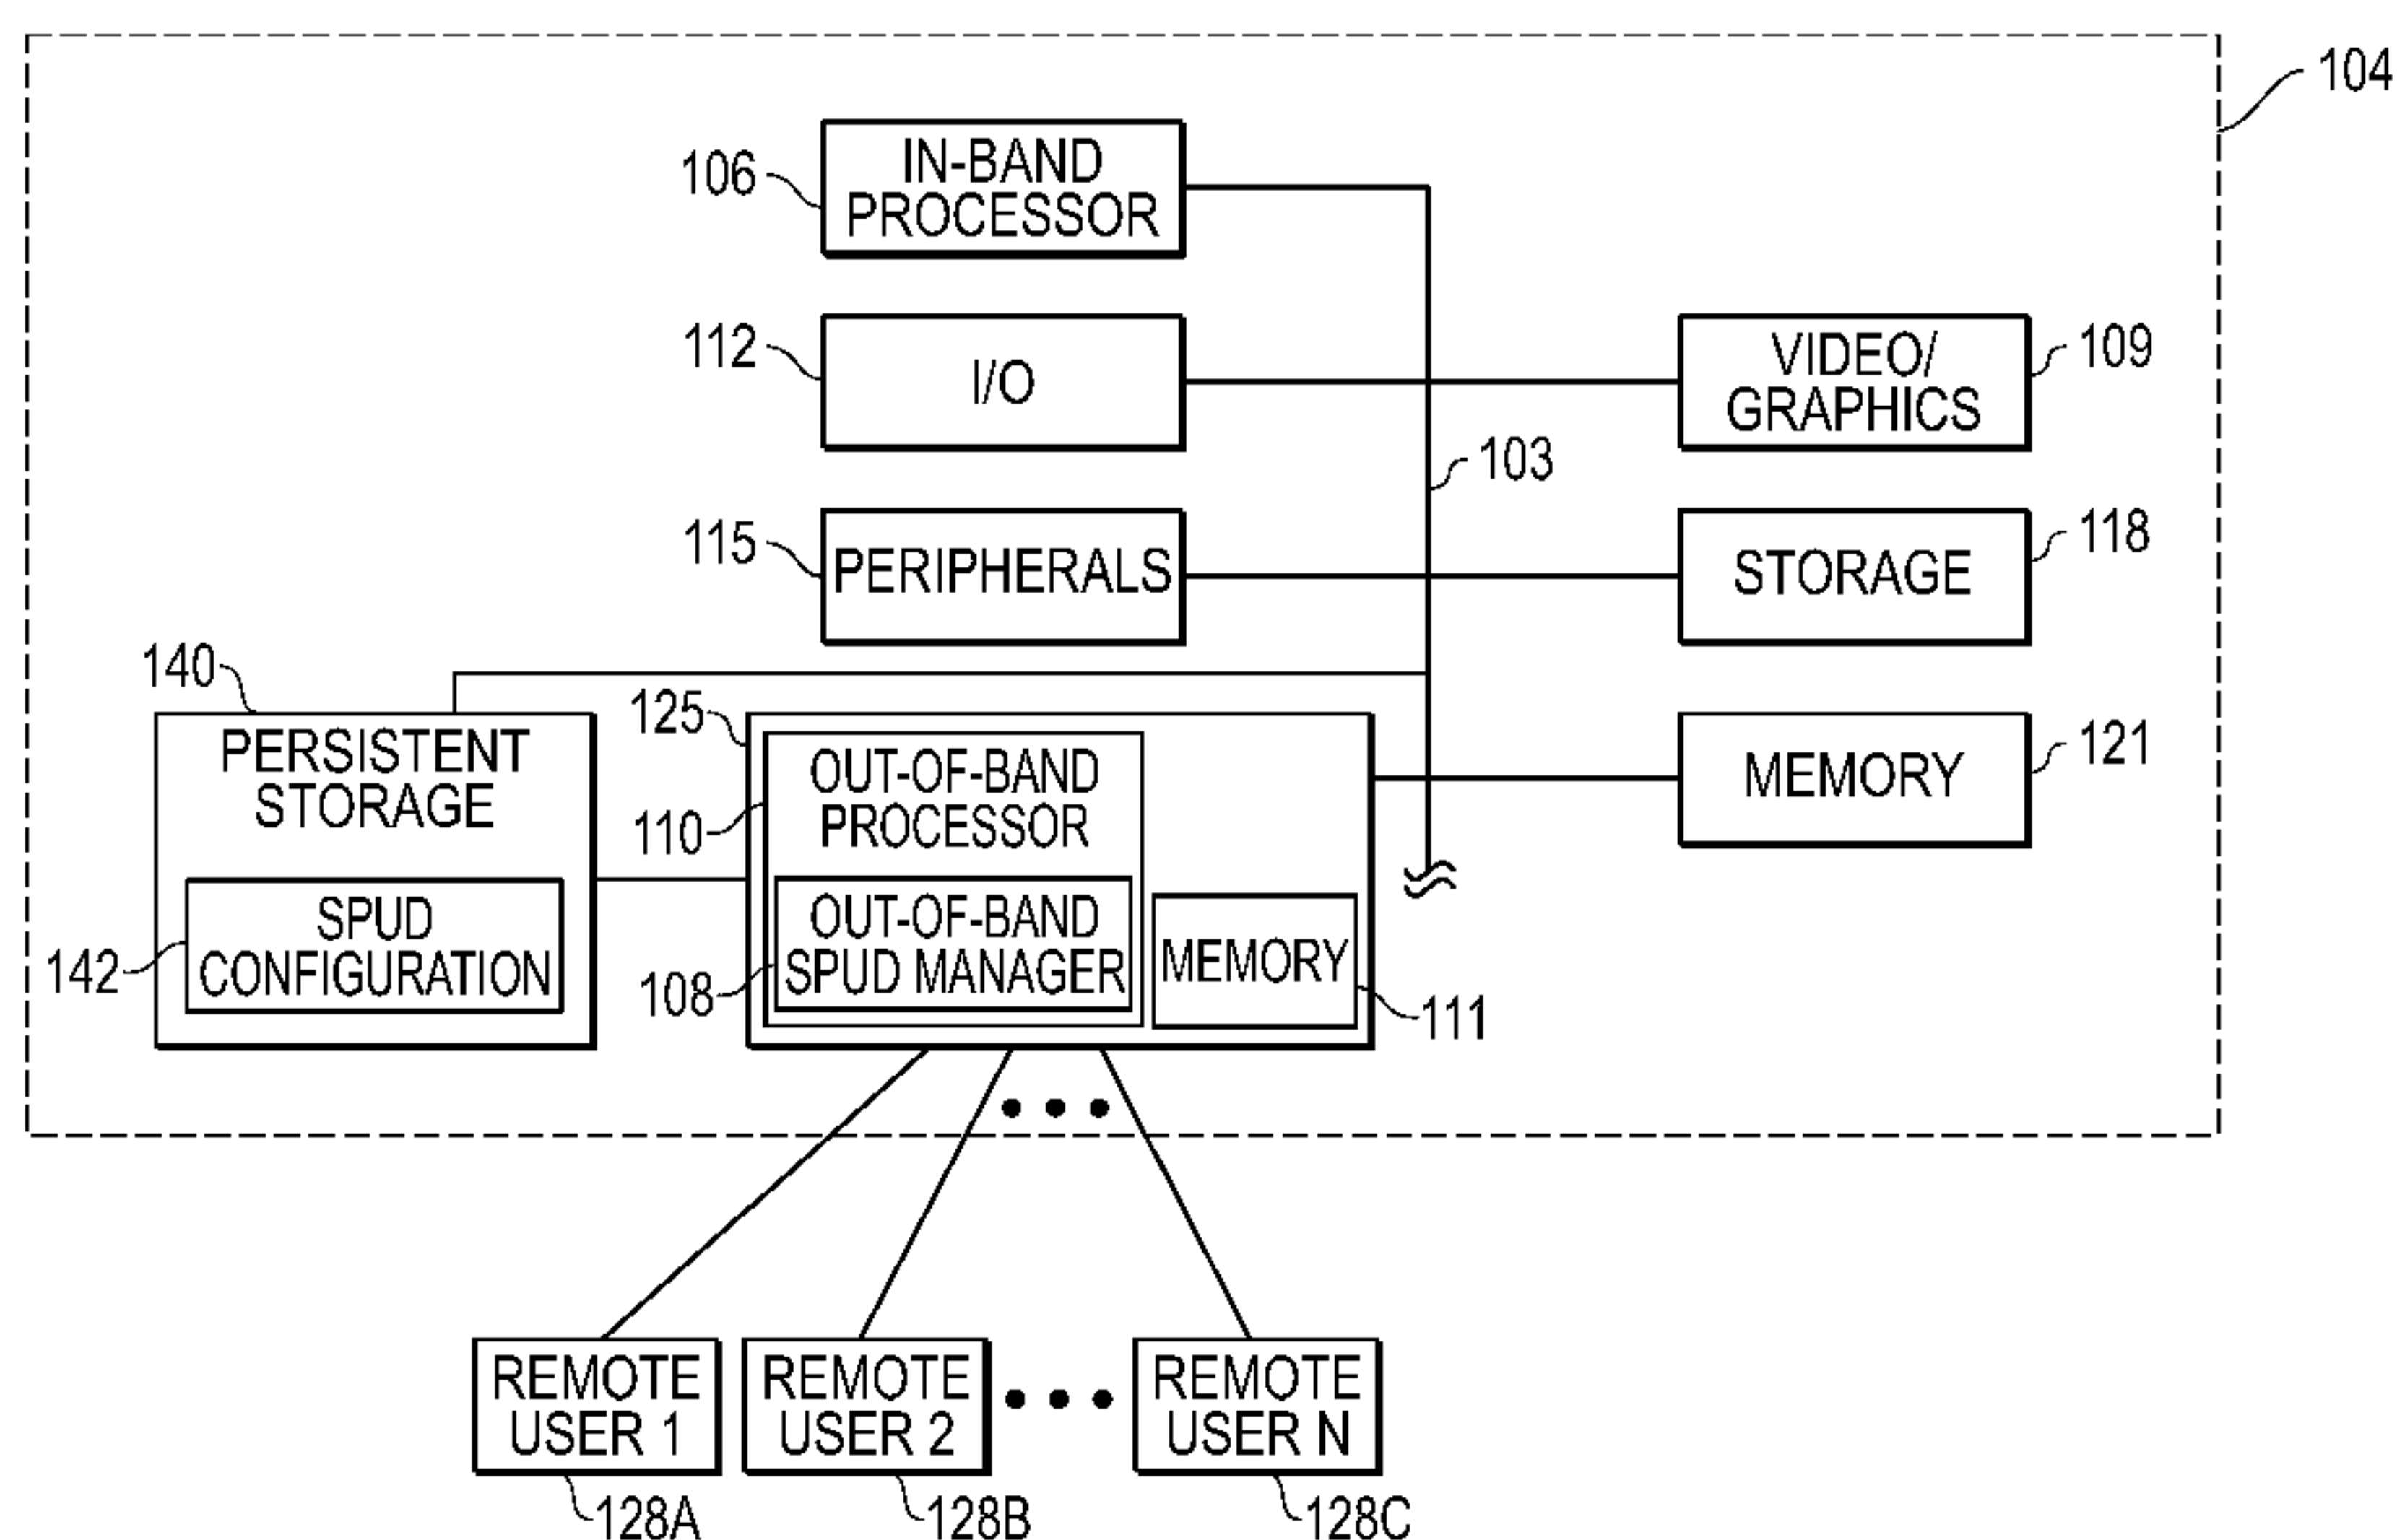 104
IN-BAND
PROCESSOR
106
112
I/O
VIDEO/
GRAPHICS
109
103
115
PERIPHERALS
STORAGE
118
140
PERSISTENT
STORAGE
SPUD
CONFIGURATION
142
125
OUT-OF-BAND
PROCESSOR
110
OUT-OF-BAND
SPUD MANAGER
108
MEMORY
111
MEMORY
121
REMOTE
USER 1
128A
REMOTE
USER 2
128B
REMOTE
USER N
128C